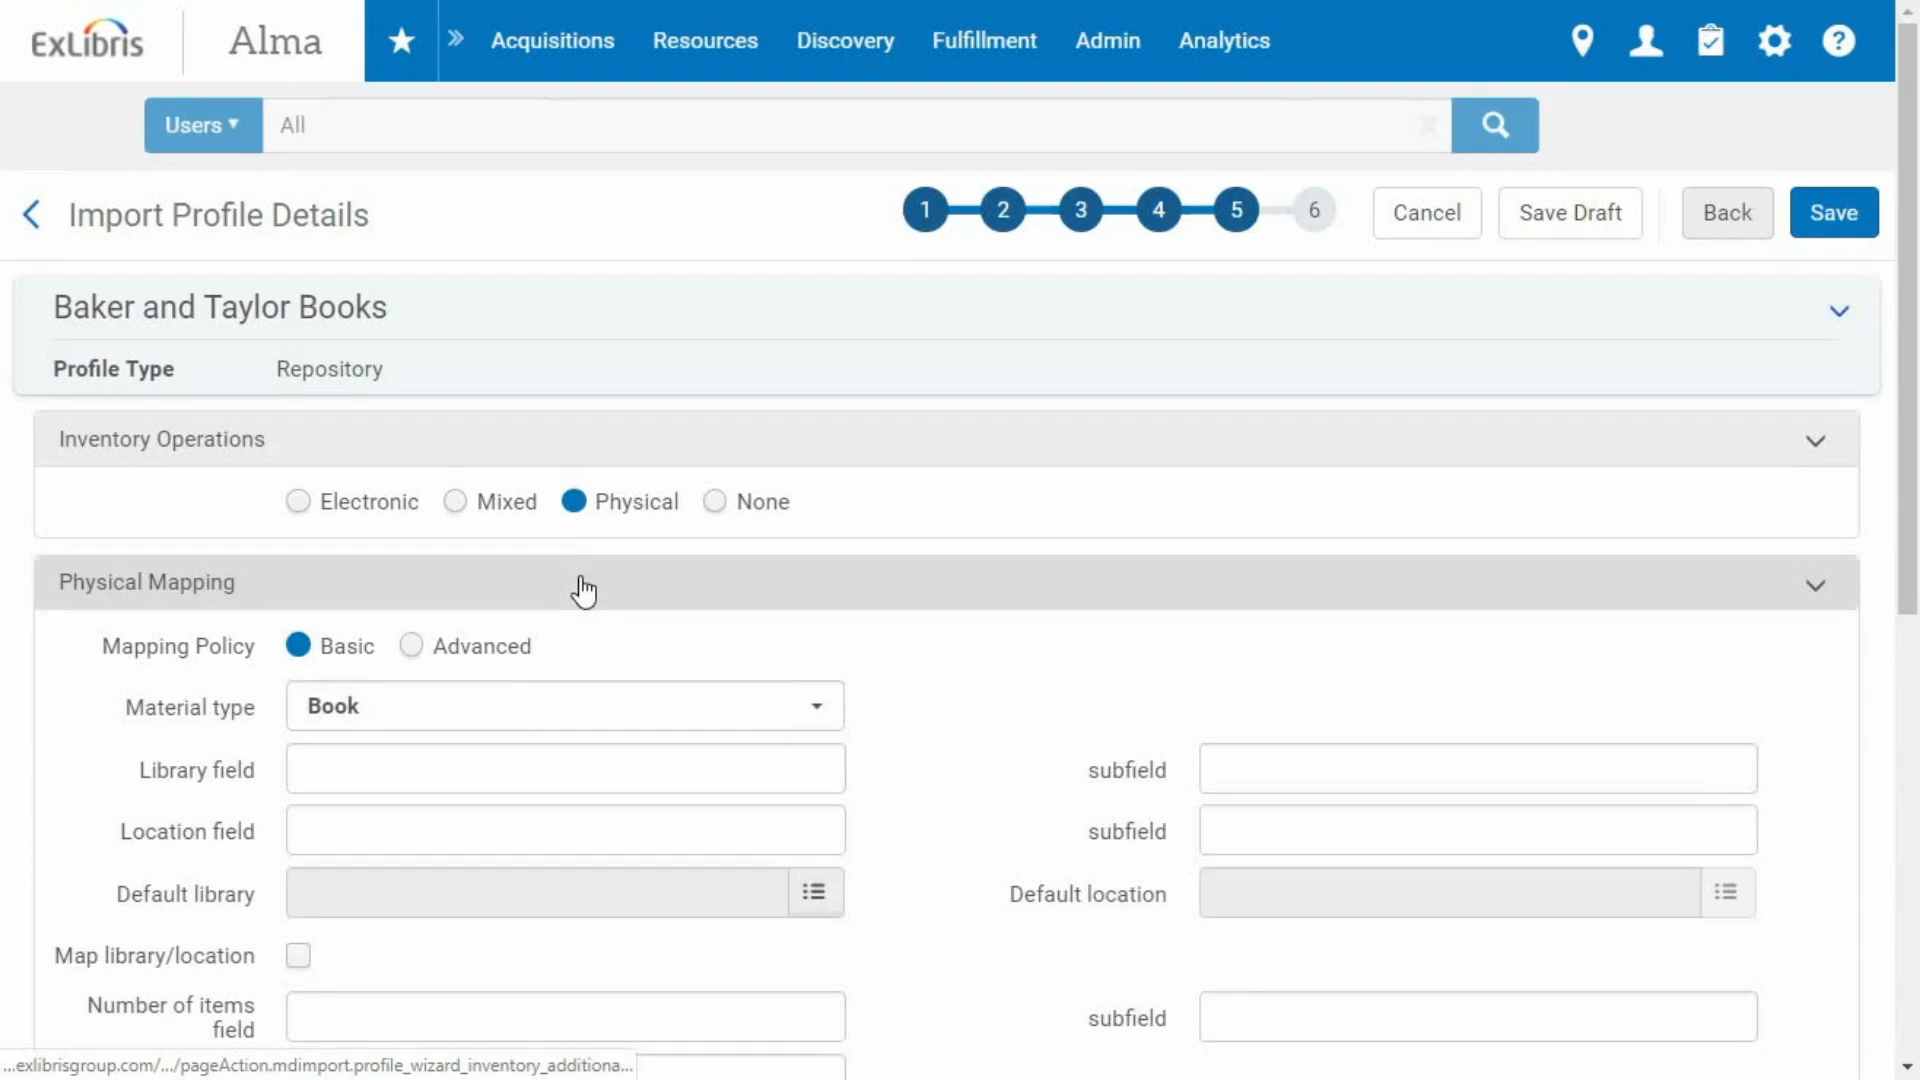 ExLibris Alma Acquisitions Resources Discovery Fulfillment Admin Analytics ?
Users All
Import Profile Details 1 2 3 4 5 6 Cancel Save Draft Back Save
Baker and Taylor Books
Profile Type Repository
Inventory Operations
Electronic Mixed Physical None
Physical Mapping
Mapping Policy Basic Advanced
Material type Book
Library field subfield
Location field subfield
Default library Default location
Map library/location
Number of items
field subfield
...exlibrisgroup.com/.../pageAction.mdimport.profile_wizard_inventory_additiona...